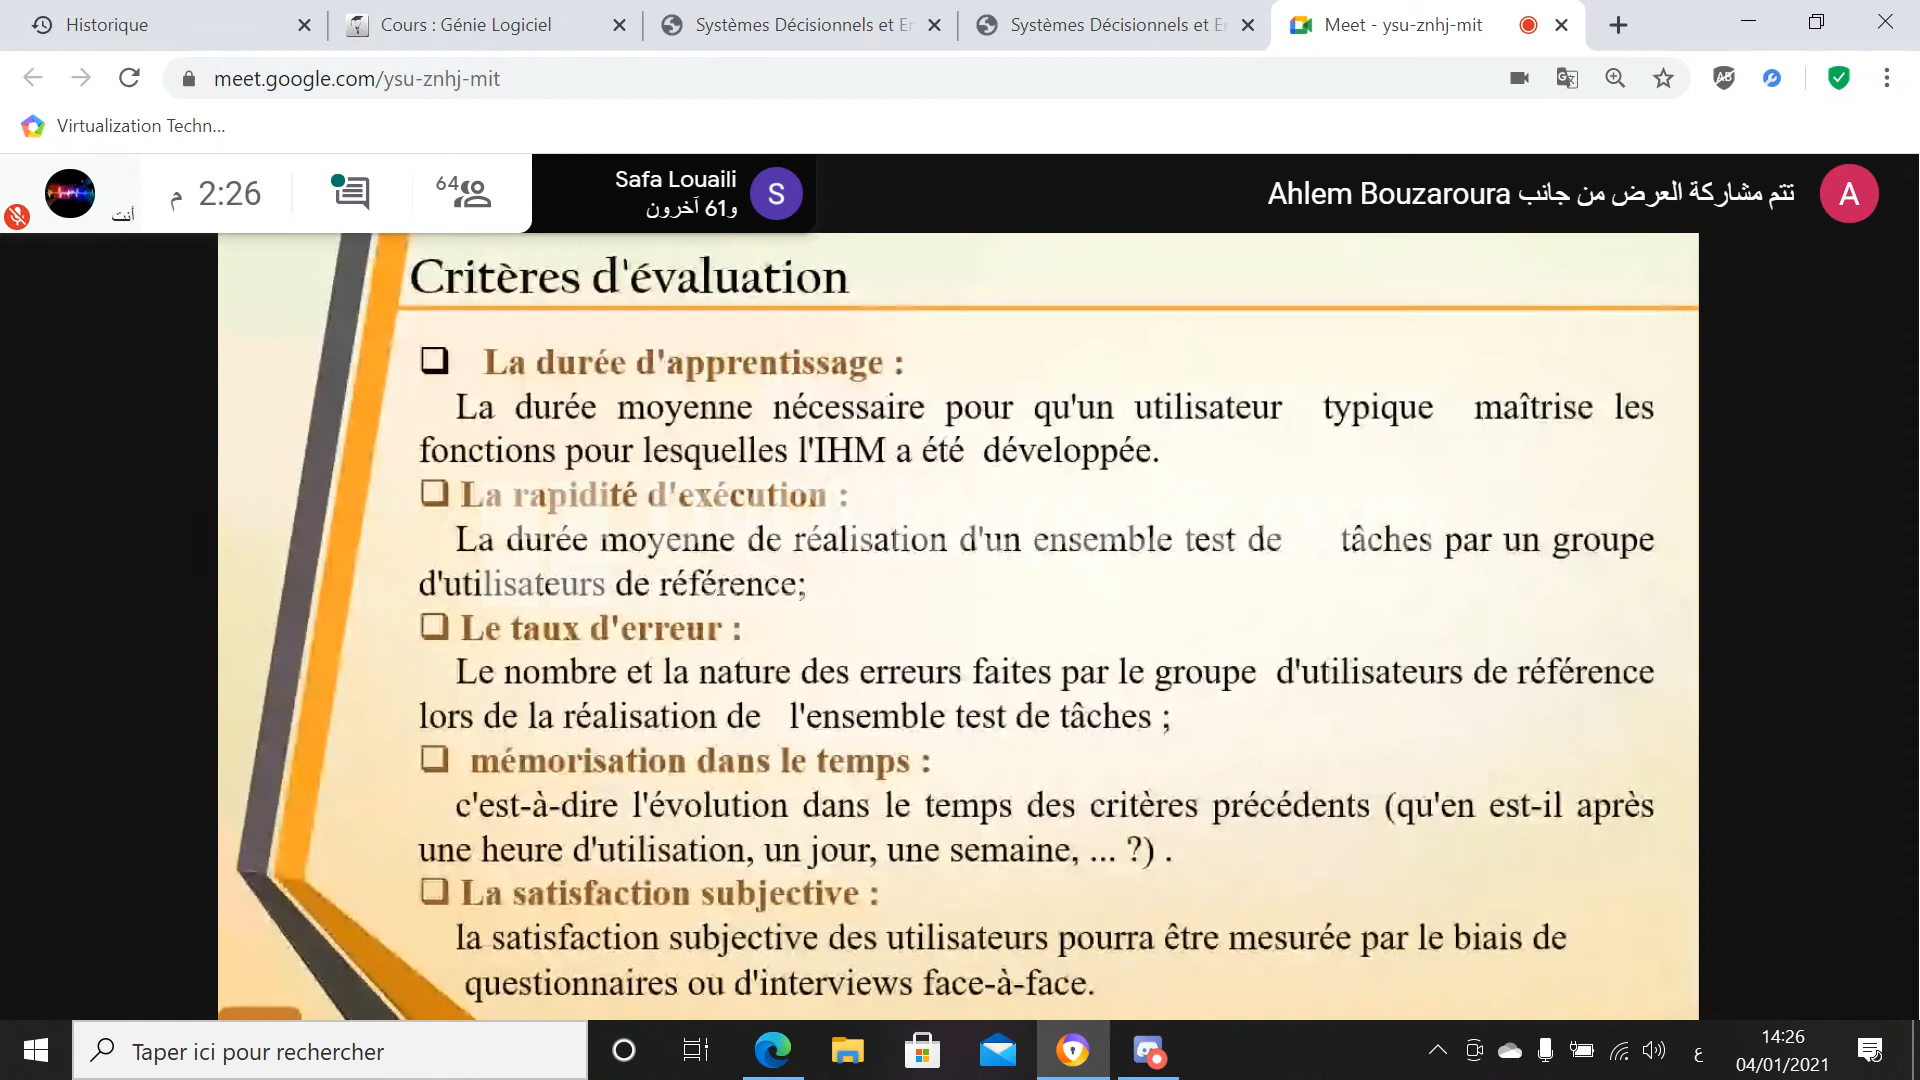 Historique
Cours : Génie Logiciel
Systèmes Décisionnels et Er
Systèmes Décisionnels et Er
Meet - ysu-znhj-mit
meet.google.com/ysu-znhj-mit
Virtualization Techn...
أنت
2:26 م
64
Safa Louaili
و61 آخرون
S
تتم مشاركة العرض من جانب Ahlem Bouzaroura
A
Critères d'évaluation
La durée d'apprentissage :
La durée moyenne nécessaire pour qu'un utilisateur typique maîtrise les
fonctions pour lesquelles l'IHM a été développée.
La rapidité d'exécution :
La durée moyenne de réalisation d'un ensemble test de tâches par un groupe
d'utilisateurs de référence;
Le taux d'erreur :
Le nombre et la nature des erreurs faites par le groupe d'utilisateurs de référence
lors de la réalisation de l'ensemble test de tâches ;
mémorisation dans le temps :
c'est-à-dire l'évolution dans le temps des critères précédents (qu'en est-il après
une heure d'utilisation, un jour, une semaine, ... ?) .
La satisfaction subjective :
la satisfaction subjective des utilisateurs pourra être mesurée par le biais de
questionnaires ou d'interviews face-à-face.
Taper ici pour rechercher
ع
14:26
04/01/2021